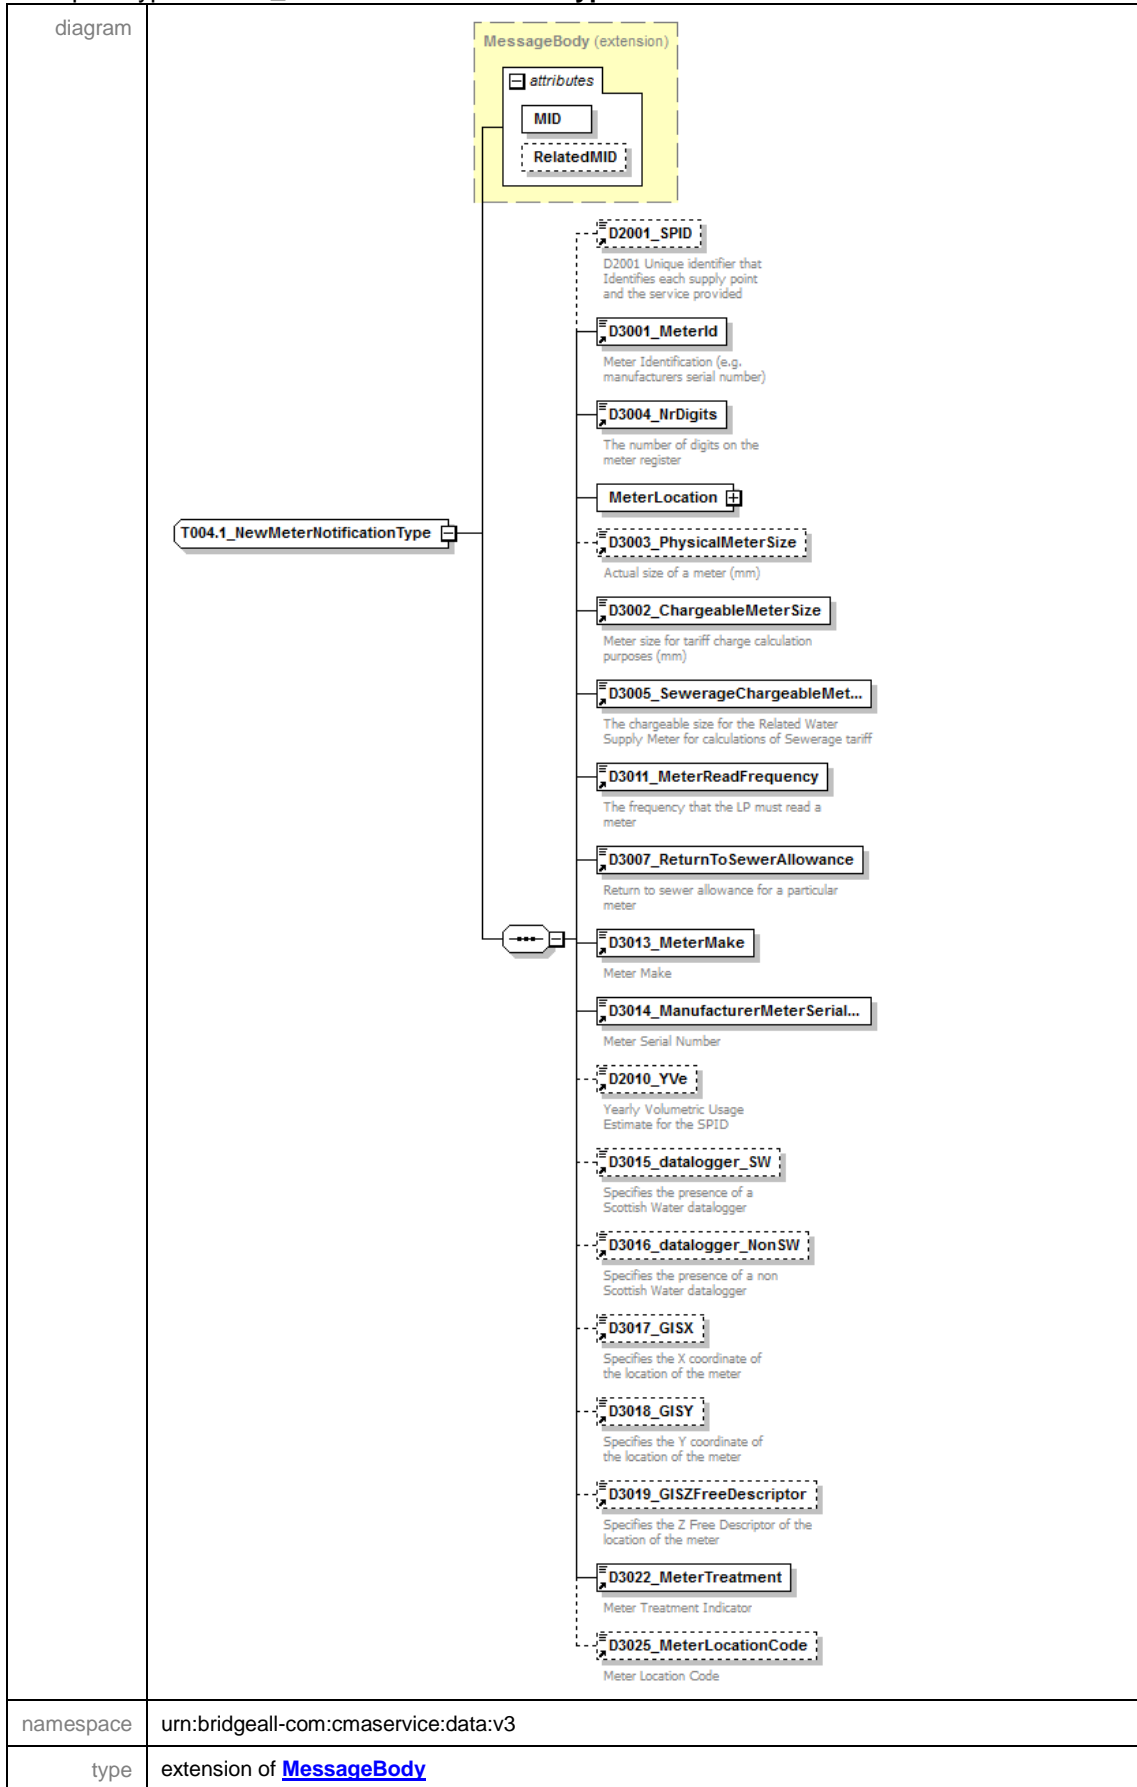 diagram
MessageBody (extension)
attributes
MID
RelatedMID
D2001_SPID
D2001 Unique identifier that
Identifies each supply point
and the service provided
D3001_MeterId
Meter Identification (e.g.
manufacturers serial number)
D3004_NrDigits
The number of digits on the
meter register
MeterLocation
T004.1_NewMeterNotificationType
D3003_PhysicalMeterSize
Actual size of a meter (mm)
D3002_ChargeableMeterSize
Meter size for tariff charge calculation
purposes (mm)
D3005_SewerageChargeableMet...
The chargeable size for the Related Water
Supply Meter for calculations of Sewerage tariff
D3011_MeterReadFrequency
The frequency that the LP must read a
meter
D3007_ReturnToSewerAllowance
Return to sewer allowance for a particular
meter
D3013_MeterMake
Meter Make
D3014_ManufacturerMeterSerial...
Meter Serial Number
D2010_YVe
Yearly Volumetric Usage
Estimate for the SPID
D3015_datalogger_SW
Specifies the presence of a
Scottish Water datalogger
D3016_datalogger_NonSW
Specifies the presence of a non
Scottish Water datalogger
D3017_GISX
Specifies the X coordinate of
the location of the meter
D3018_GISY
Specifies the Y coordinate of
the location of the meter
D3019_GISZFreeDescriptor
Specifies the Z Free Descriptor of the
location of the meter
D3022_MeterTreatment
Meter Treatment Indicator
D3025_MeterLocationCode
Meter Location Code
namespace urn:bridgeall-com:cmaservice:data:v3
type extension of MessageBody